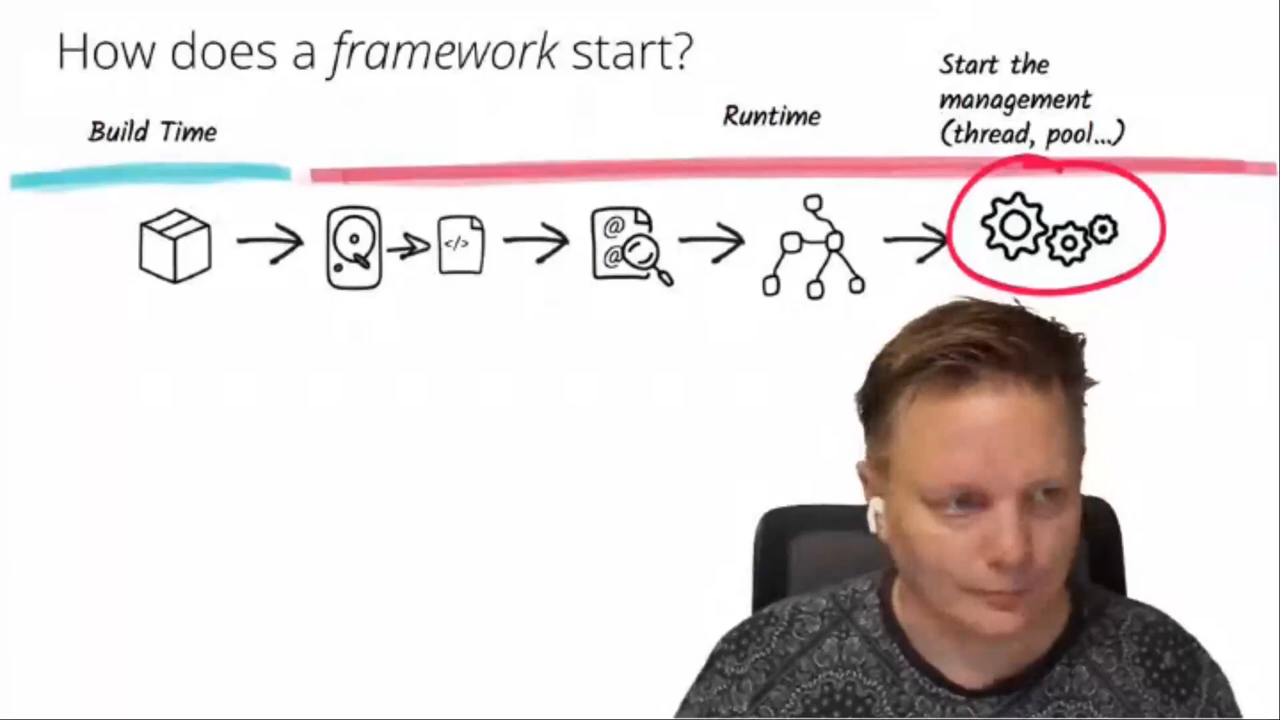 How does a framework start?
Build Time
Runtime
Start the
management
(thread, pool...)
</>
@
@